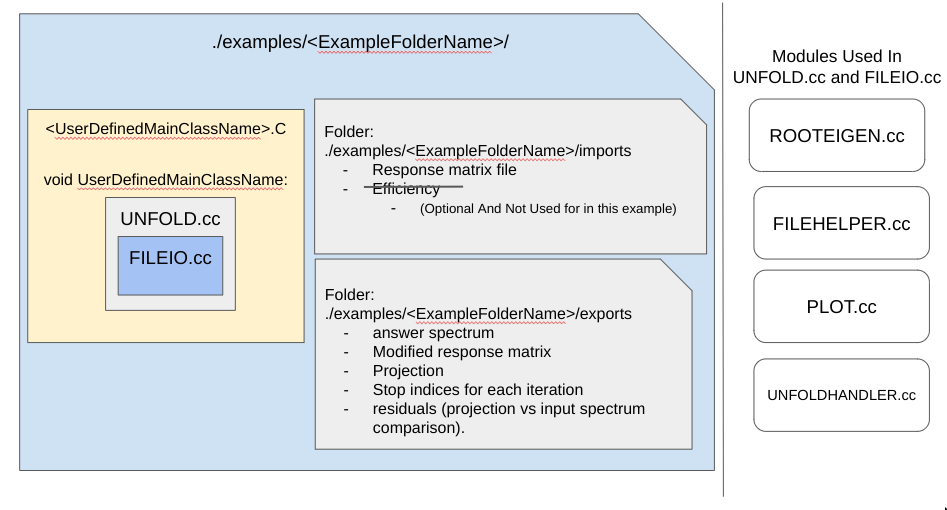 ./examples/<ExampleFolderName>/
<UserDefinedMainClassName>.C
void UserDefinedMainClassName:
UNFOLD.cc
FILEIO.cc
Folder:
./examples/<ExampleFolderName>/imports
- Response matrix file
- Efficiency
- (Optional And Not Used for in this example)
Folder:
./examples/<ExampleFolderName>/exports
- answer spectrum
- Modified response matrix
- Projection
- Stop indices for each iteration
- residuals (projection vs input spectrum
comparison).
Modules Used In
UNFOLD.cc and FILEIO.cc
ROOTEIGEN.cc
FILEHELPER.cc
PLOT.cc
UNFOLDHANDLER.cc